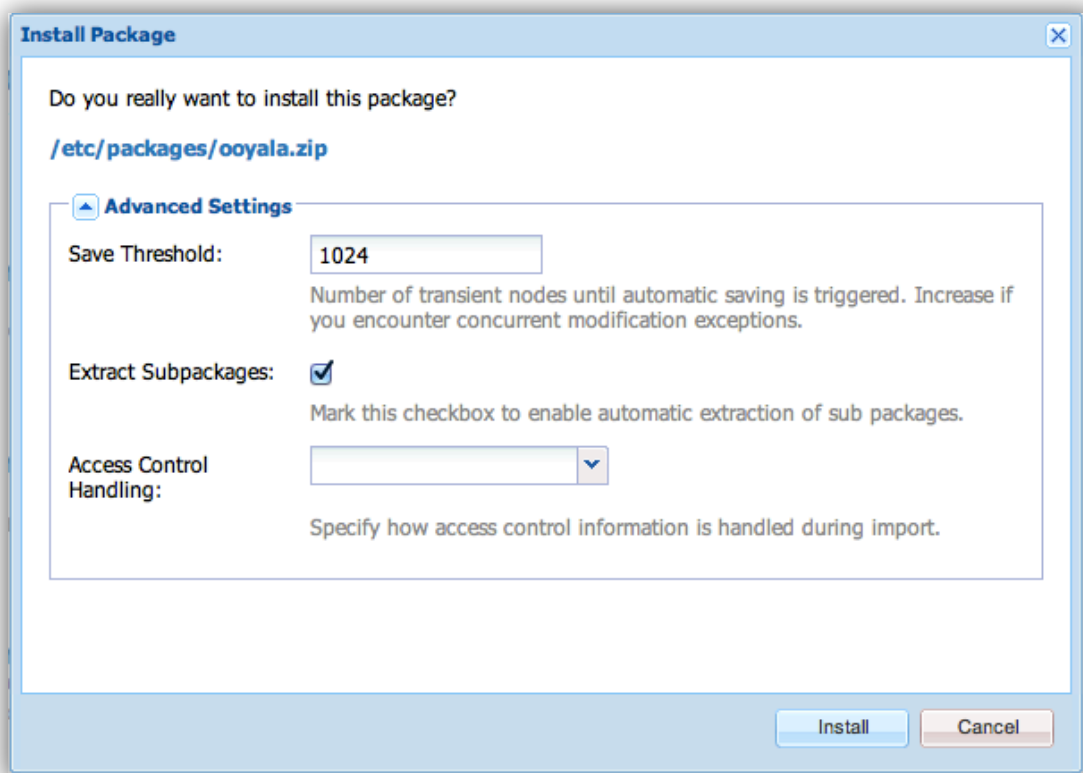 Install Package
Do you really want to install this package?
/etc/packages/ooyala.zip
Advanced Settings
Save Threshold:
1024
Number of transient nodes until automatic saving is triggered. Increase if
you encounter concurrent modification exceptions.
Extract Subpackages:
Mark this checkbox to enable automatic extraction of sub packages.
Access Control
Handling:
Specify how access control information is handled during import.
Install
Cancel